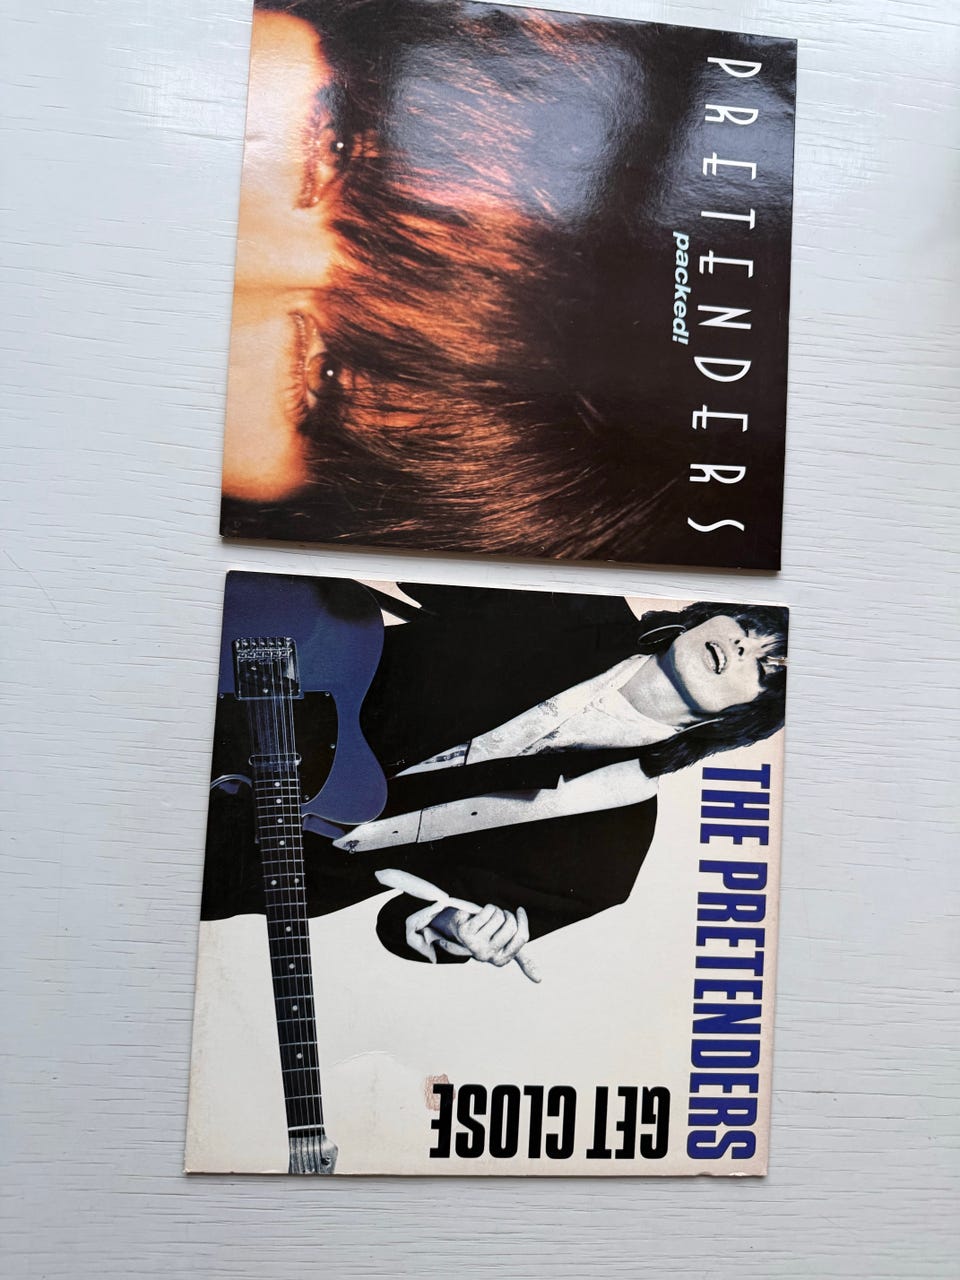 PRETENDERS
packed!
THE PRETENDERS
GET CLOSE